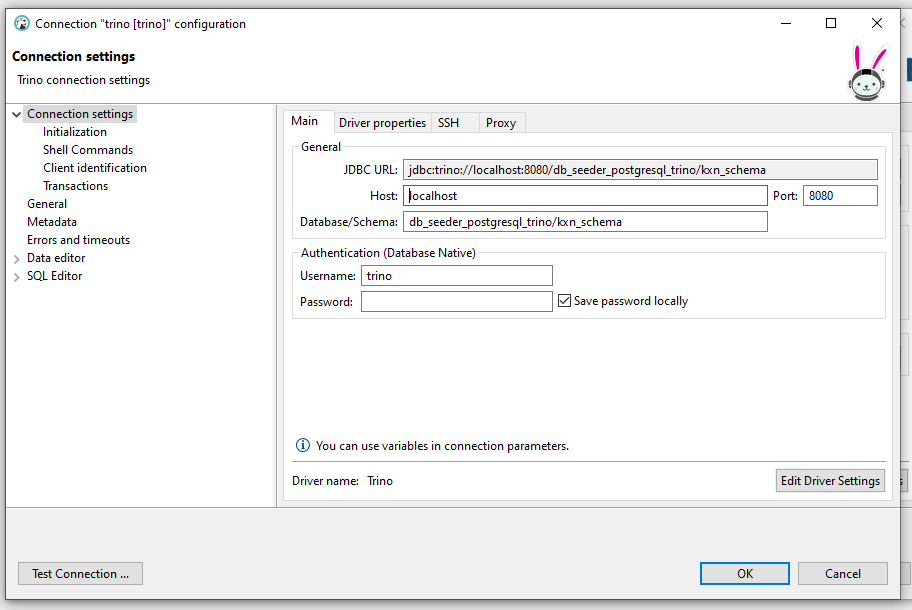 Connection "trino [trino]" configuration
Connection settings
Trino connection settings
Connection settings
Initialization
Shell Commands
Client identification
Transactions
General
Metadata
Errors and timeouts
Data editor
SQL Editor
Main Driver properties SSH Proxy
General
JDBC URL: jdbc:trino://localhost:8080/db_seeder_postgresql_trino/kxn_schema
Host: localhost Port: 8080
Database/Schema: db_seeder_postgresql_trino/kxn_schema
Authentication (Database Native)
Username: trino
Password: Save password locally
You can use variables in connection parameters.
Driver name: Trino Edit Driver Settings
Test Connection ... OK Cancel